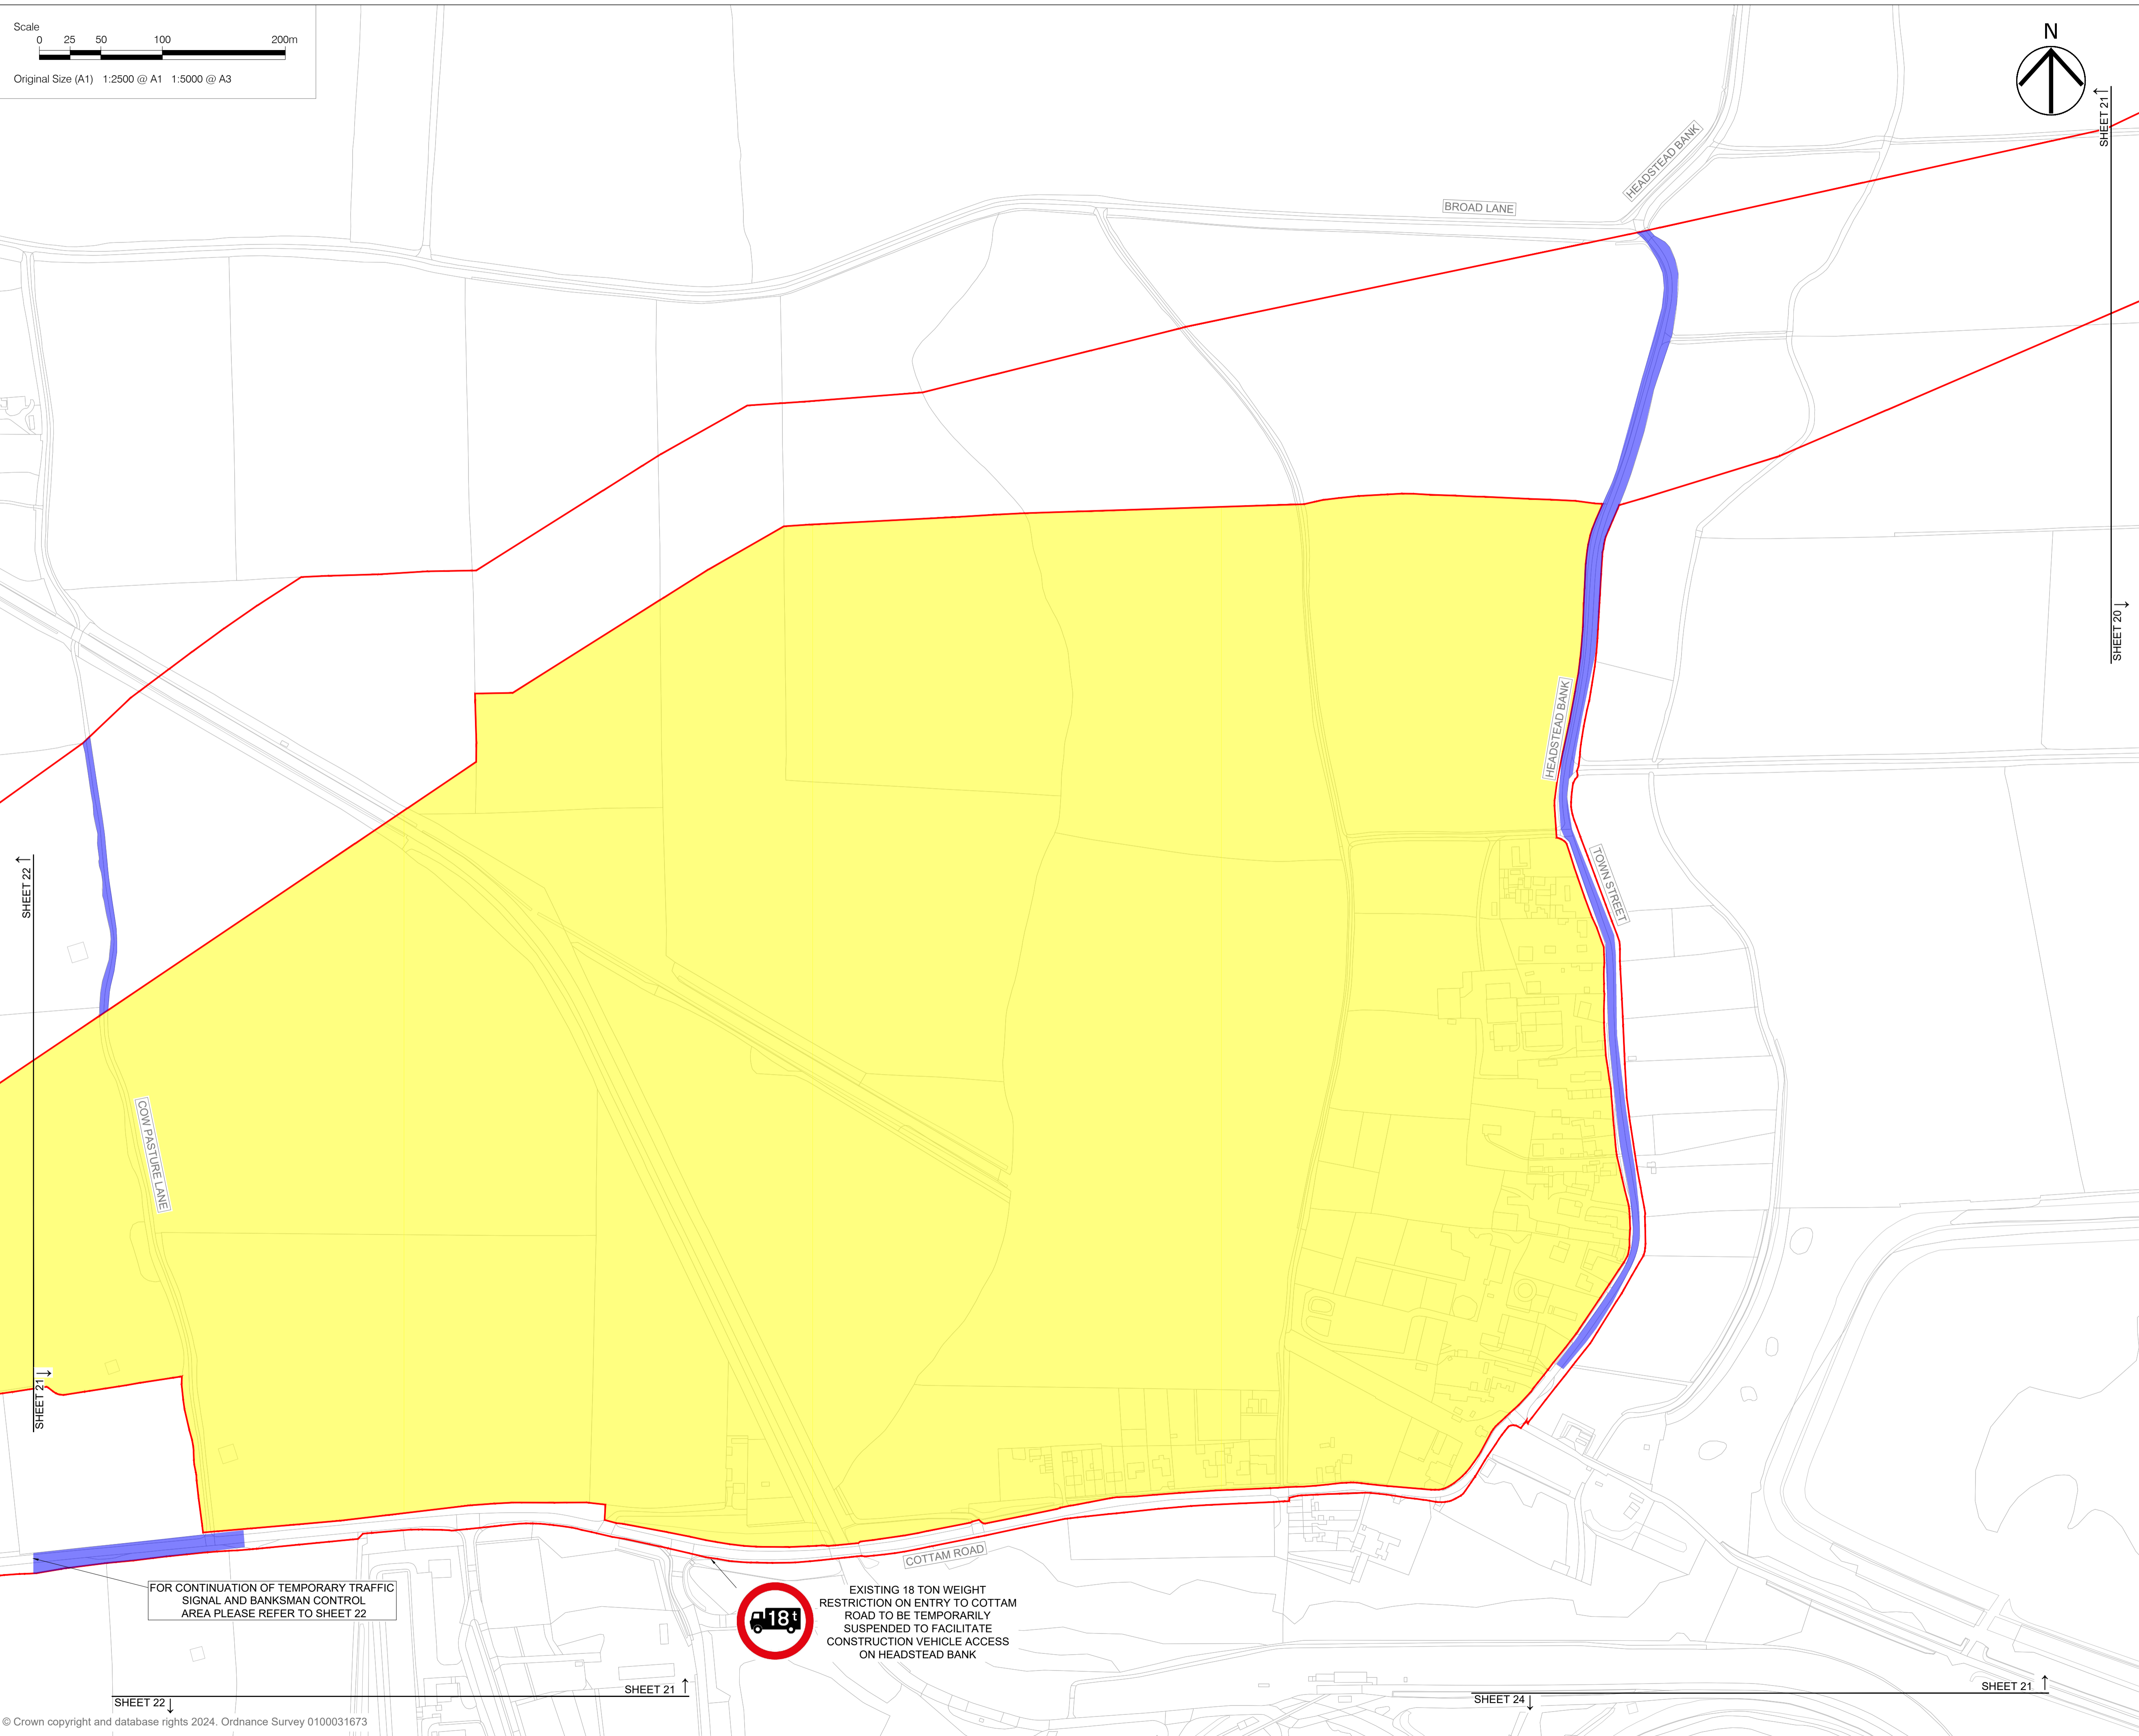 Scale
0 25 50 100 200m
Original Size (A1) 1:2500 @ A1 1:5000 @ A3
N
SHEET 21
HEADSTEAD BANK
BROAD LANE
SHEET 20
HEADSTEAD BANK
TOWN STREET
SHEET 22
COW PASTURE LANE
SHEET 21
COTTAM ROAD
FOR CONTINUATION OF TEMPORARY TRAFFIC
SIGNAL AND BANKSMAN CONTROL
AREA PLEASE REFER TO SHEET 22
18t
EXISTING 18 TON WEIGHT
RESTRICTION ON ENTRY TO COTTAM
ROAD TO BE TEMPORARILY
SUSPENDED TO FACILITATE
CONSTRUCTION VEHICLE ACCESS
ON HEADSTEAD BANK
SHEET 21
SHEET 22
SHEET 21
SHEET 24
© Crown copyright and database rights 2024. Ordnance Survey 0100031673